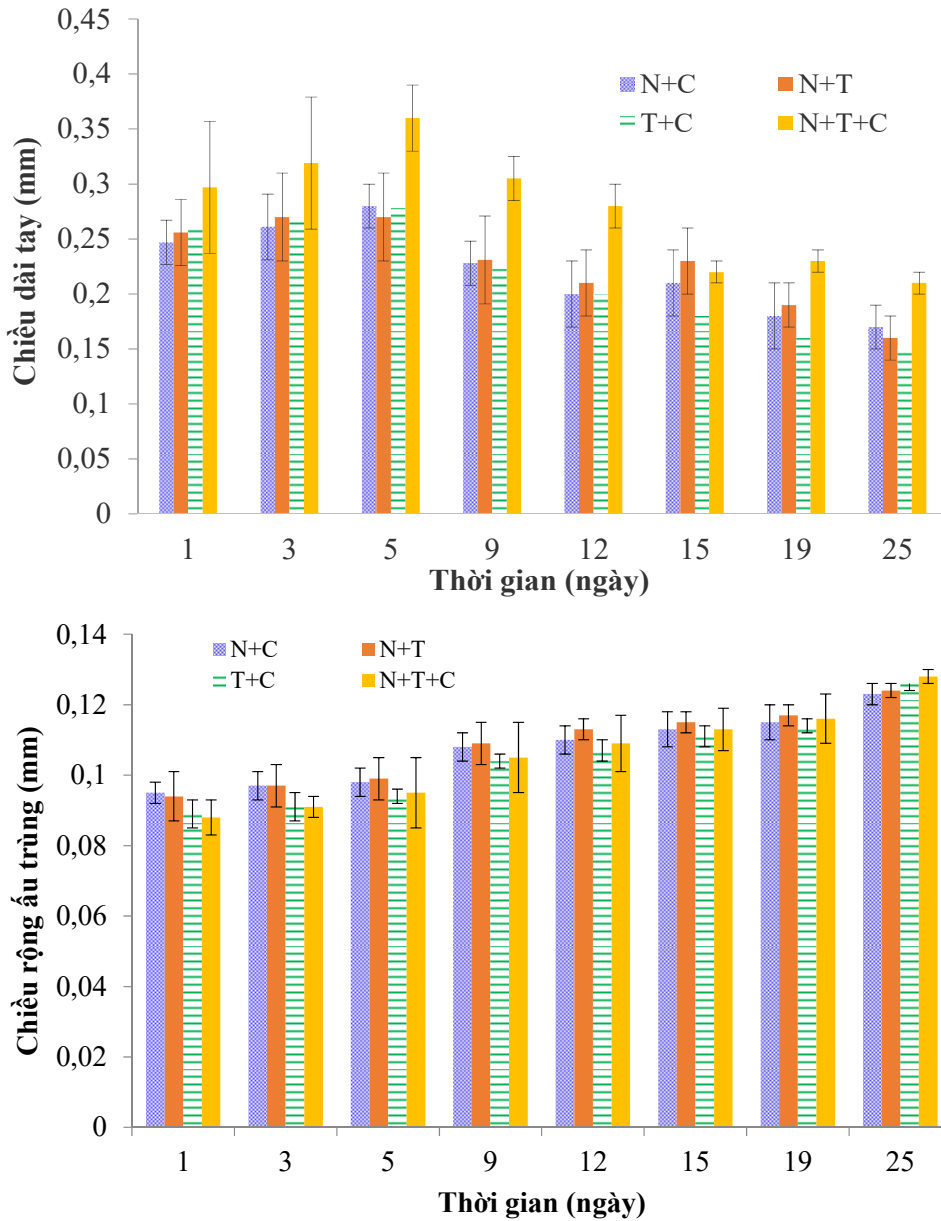 Chiều dài tay (mm)
0,45
0,4
0,35
0,3
0,25
0,2
0,15
0,1
0,05
0
N+C N+T
T+C N+T+C
1 3 5 9 12 15 19 25
Thời gian (ngày)
Chiều rộng ấu trùng (mm)
0,14
0,12
0,1
0,08
0,06
0,04
0,02
0
N+C N+T
T+C N+T+C
1 3 5 9 12 15 19 25
Thời gian (ngày)